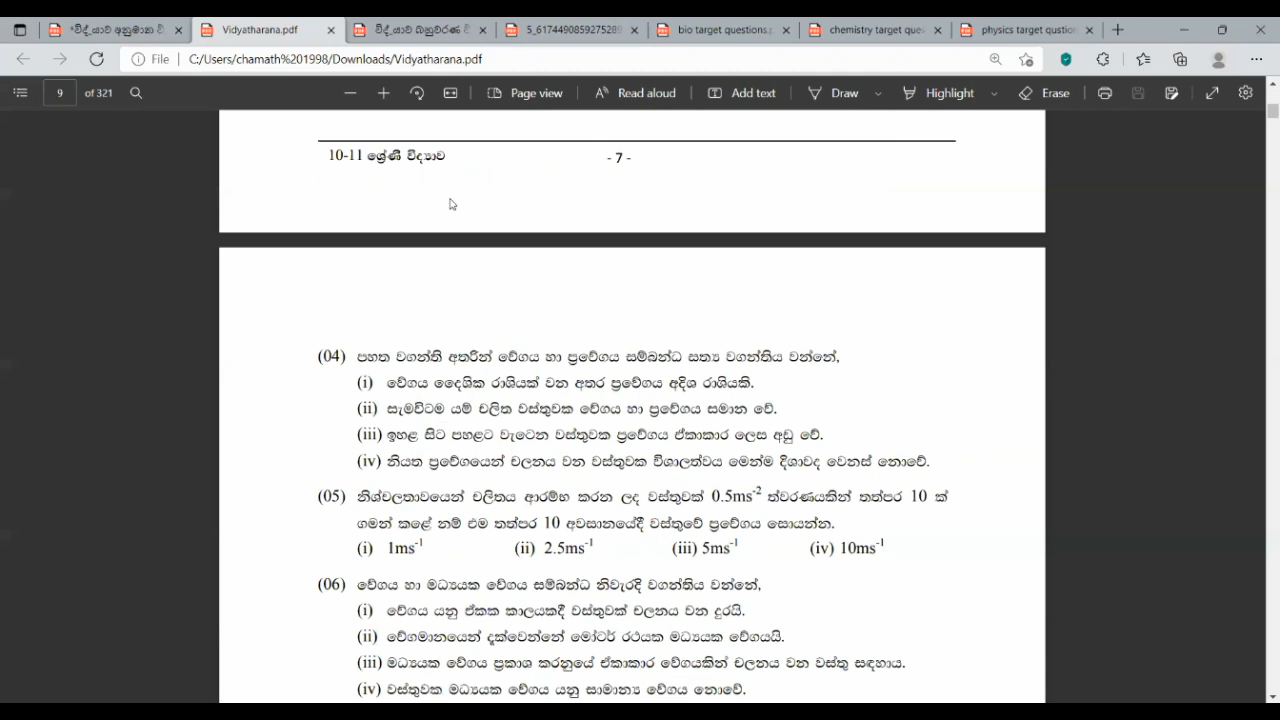 *විද්‍යාව අනුමාන වි
Vidyatharana.pdf
විද්‍යාව බහුවරණ වි
5_6174490859275289
bio target questions.p
chemistry target ques
physics target qustion
File
C:/Users/chamath%201998/Downloads/Vidyatharana.pdf
9 of 321
Page view
Read aloud
Add text
Draw
Highlight
Erase
10-11 ශ්‍රේණි විද්‍යාව
- 7 -
(04) පහත වගන්ති අතරින් වේගය හා ප්‍රවේගය සම්බන්ධ සත්‍ය වගන්තිය වන්නේ,
(i) වේගය දෛශික රාශියක් වන අතර ප්‍රවේගය අදිශ රාශියකි.
(ii) සැමවිටම යම් චලිත වස්තුවක වේගය හා ප්‍රවේගය සමාන වේ.
(iii) ඉහළ සිට පහළට වැටෙන වස්තුවක ප්‍රවේගය ඒකාකාර ලෙස අඩු වේ.
(iv) නියත ප්‍රවේගයෙන් චලනය වන වස්තුවක විශාලත්වය මෙන්ම දිශාවද වෙනස් නොවේ.
(05) නිශ්චලතාවයෙන් චලිතය ආරම්භ කරන ලද වස්තුවක් 0.5ms-2 ත්වරණයකින් තත්පර 10 ක්
ගමන් කළේ නම් එම තත්පර 10 අවසානයේදී වස්තුවේ ප්‍රවේගය සොයන්න.
(i) 1ms-1 (ii) 2.5ms-1 (iii) 5ms-1 (iv) 10ms-1
(06) වේගය හා මධ්‍යයක වේගය සම්බන්ධ නිවැරදි වගන්තිය වන්නේ,
(i) වේගය යනු ඒකක කාලයකදී වස්තුවක් චලනය වන දුරයි.
(ii) වේගමානයෙන් දැක්වෙන්නේ මෝටර් රථයක මධ්‍යයක වේගයයි.
(iii) මධ්‍යයක වේගය ප්‍රකාශ කරනුයේ ඒකාකාර වේගයකින් චලනය වන වස්තු සඳහාය.
(iv) වස්තුවක මධ්‍යයක වේගය යනු සාමාන්‍ය වේගය නොවේ.